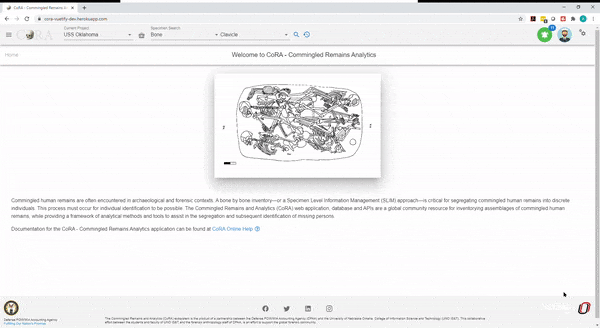 CoRA - Commingled Remains Ana
cora-vuetify-dev.herokuapp.com
CoRA
Current Project
USS Oklahoma
Specimen Search
Bone
Clavicle
Home
Welcome to CoRA - Commingled Remains Analytics
2
2
Commingled human remains are often encountered in archaeological and forensic contexts. A bone by bone inventory—or a Specimen Level Information Management (SLIM) approach—is critical for segregating commingled human remains into discrete
individuals. This process must occur for individual identification to be possible. The Commingled Remains and Analytics (CoRA) web application, database and APIs are a global community resource for inventorying assemblages of commingled human
remains, while providing a framework of analytical methods and tools to assist in the segregation and subsequent identification of missing persons.
Documentation for the CoRA - Commingled Remains Analytics application can be found at CoRA Online Help
Defense POW/MIA Accounting Agency
Fulfilling Our Nation's Promise
The Commingled Remains and Analytics (CoRA) ecosystem is the product of a partnership between the Defense POW/MIA Accounting Agency (DPAA) and the University of Nebraska Omaha, College of Information Science and Technology (UNO IS&T). This collaborative
effort between the students and faculty of UNO IS&T and the forensic anthropology staff of DPAA, is an effort to support the global forensic community.